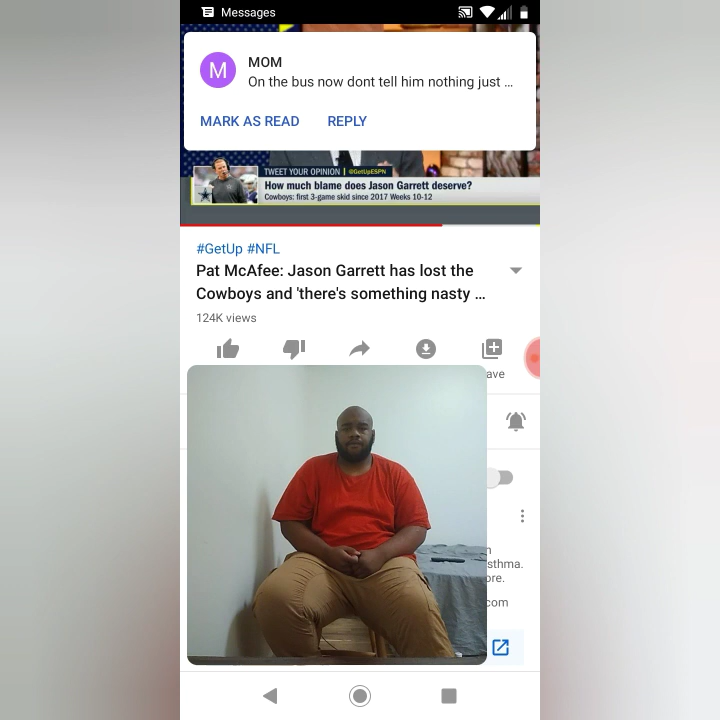 Messages
MOM
On the bus now dont tell him nothing just ...
MARK AS READ REPLY
TWEET YOUR OPINION | @GetUpESPN
How much blame does Jason Garrett deserve?
Cowboys: first 3-game skid since 2017 Weeks 10-12
#GetUp #NFL
Pat McAfee: Jason Garrett has lost the
Cowboys and 'there's something nasty ...
124K views
ave
sthma.
ore.
com